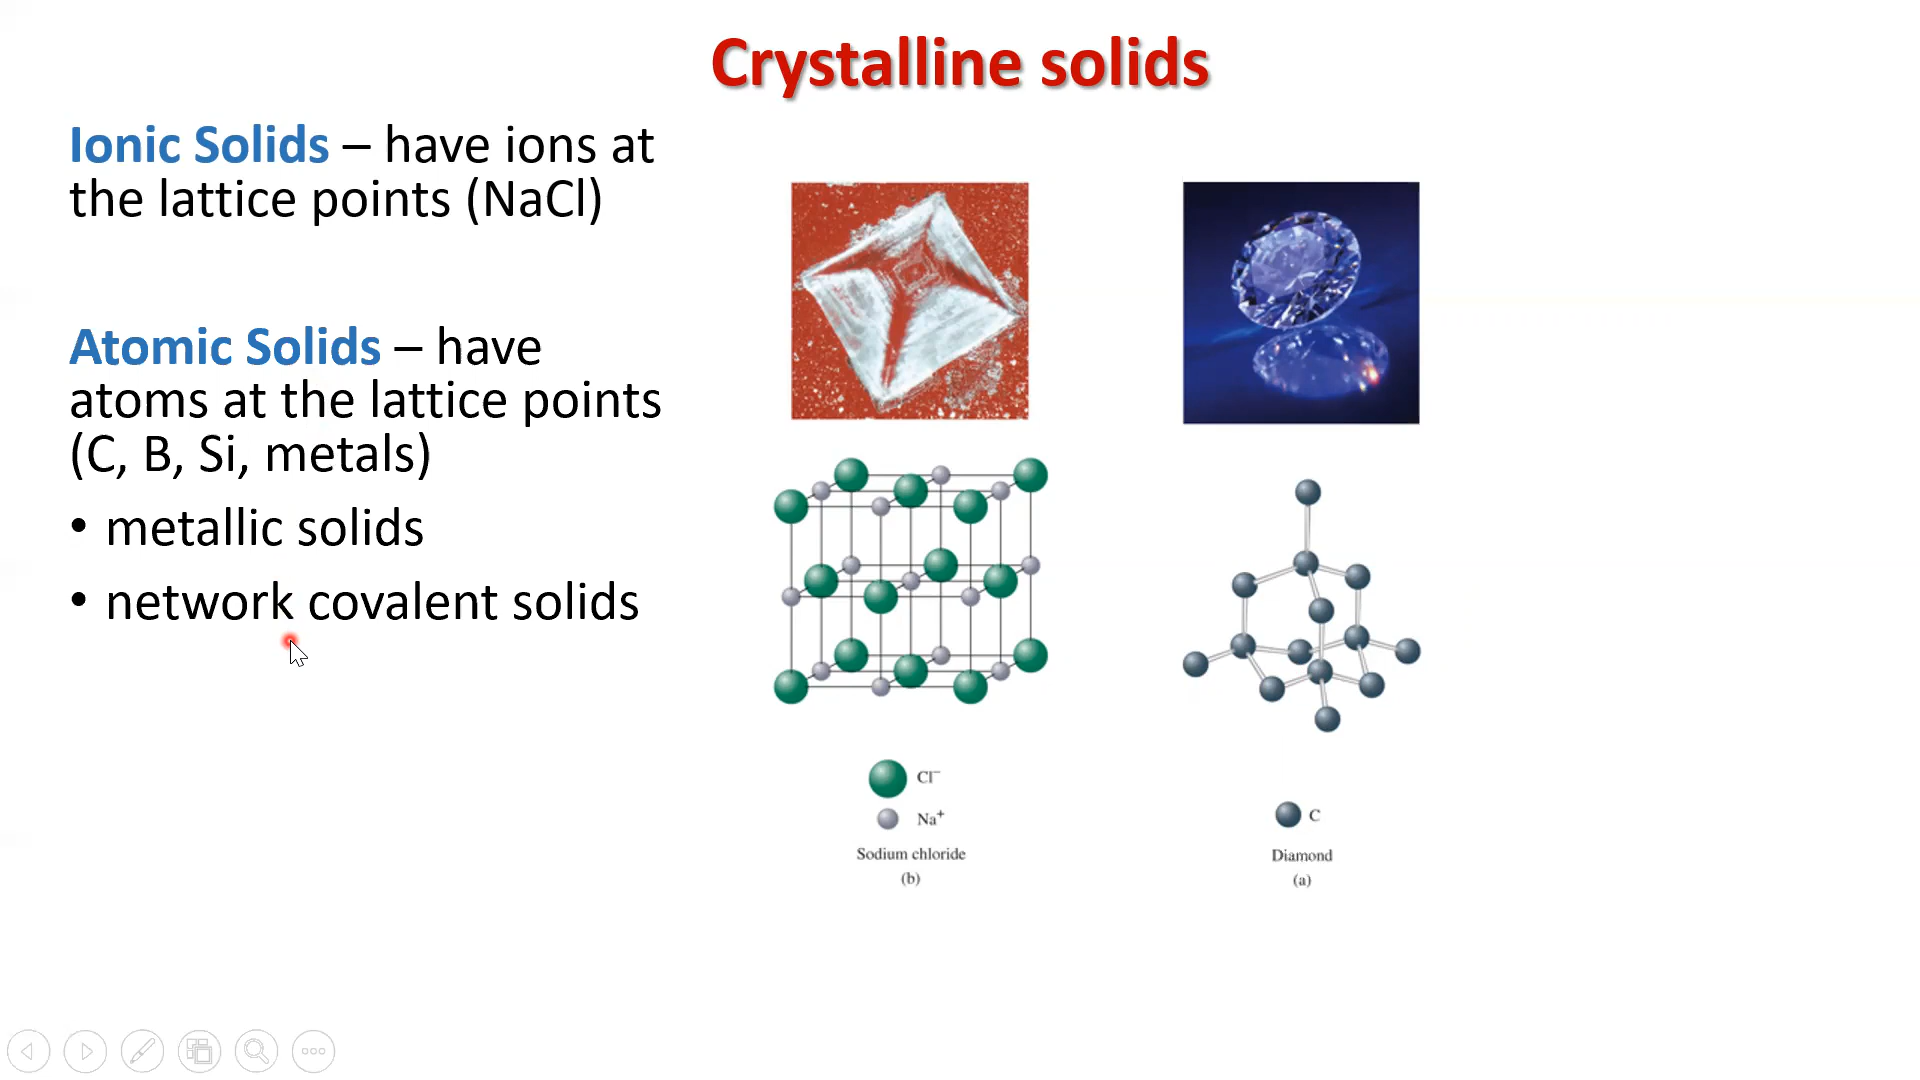 Crystalline solids
Ionic Solids – have ions at
the lattice points (NaCl)
Atomic Solids – have
atoms at the lattice points
(C, B, Si, metals)
• metallic solids
• network covalent solids
Cl⁻
Na⁺
Sodium chloride
(b)
C
Diamond
(a)